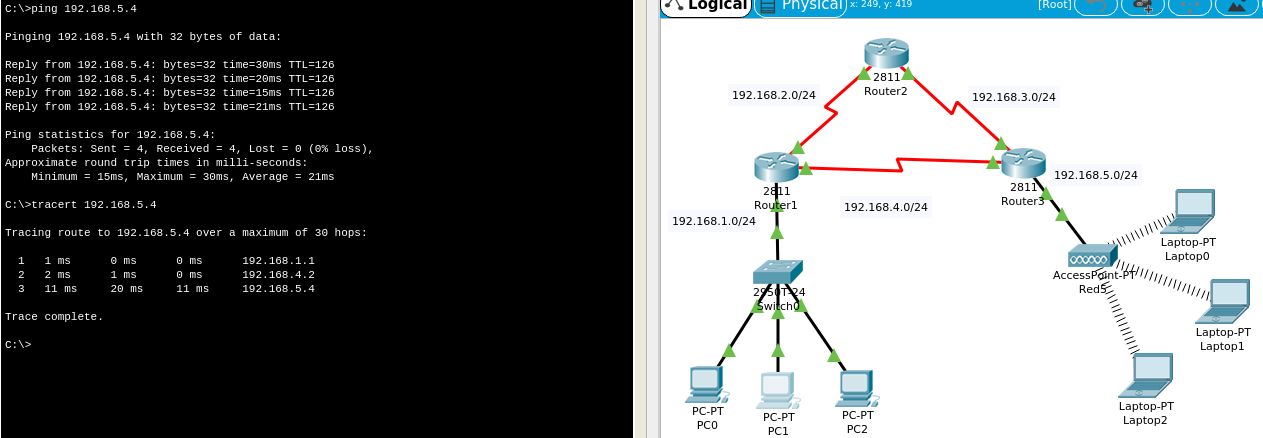 C:\>ping 192.168.5.4
Pinging 192.168.5.4 with 32 bytes of data:
Reply from 192.168.5.4: bytes=32 time=30ms TTL=126
Reply from 192.168.5.4: bytes=32 time=20ms TTL=126
Reply from 192.168.5.4: bytes=32 time=15ms TTL=126
Reply from 192.168.5.4: bytes=32 time=21ms TTL=126
Ping statistics for 192.168.5.4:
Packets: Sent = 4, Received = 4, Lost = 0 (0% loss),
Approximate round trip times in milli-seconds:
Minimum = 15ms, Maximum = 30ms, Average = 21ms
C:\>tracert 192.168.5.4
Tracing route to 192.168.5.4 over a maximum of 30 hops:
1 1 ms 0 ms 0 ms 192.168.1.1
2 2 ms 1 ms 0 ms 192.168.4.2
3 11 ms 20 ms 11 ms 192.168.5.4
Trace complete.
C:\>
Logical Physical x: 249, y: 419 [Root]
2811
Router2
192.168.2.0/24
192.168.3.0/24
2811
Router1
2811
Router3
192.168.5.0/24
192.168.4.0/24
192.168.1.0/24
Laptop-PT
Laptop0
AccessPoint-PT
Red5
2950T-24
Switch0
Laptop-PT
Laptop1
PC-PT
PC0
PC-PT
PC1
PC-PT
PC2
Laptop-PT
Laptop2